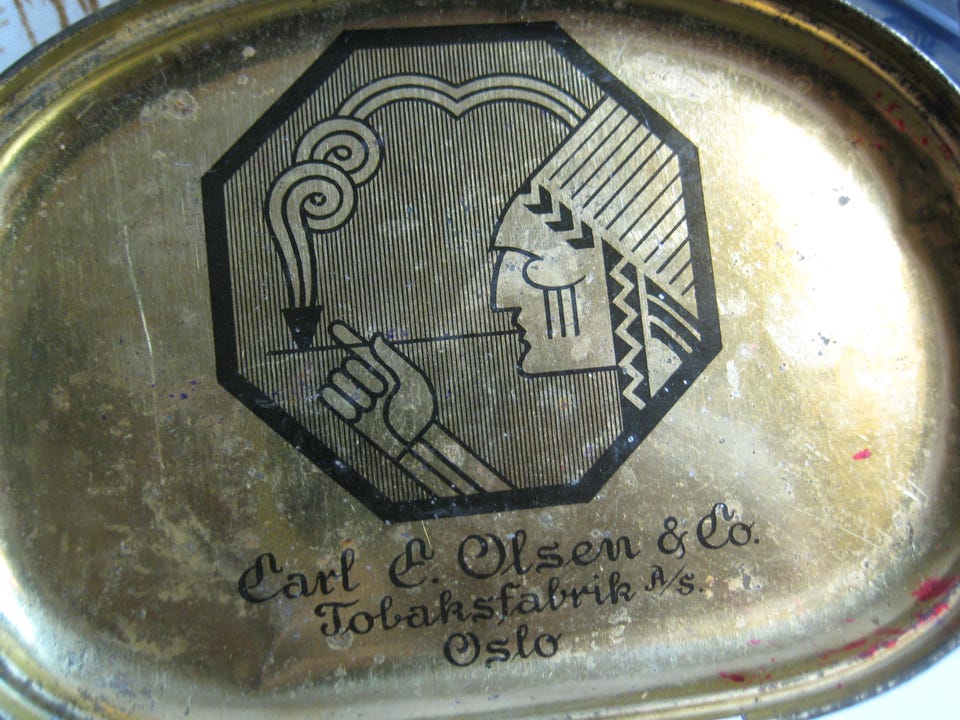 Carl C. Olsen & Co.
Tobaksfabrik A/S.
Oslo